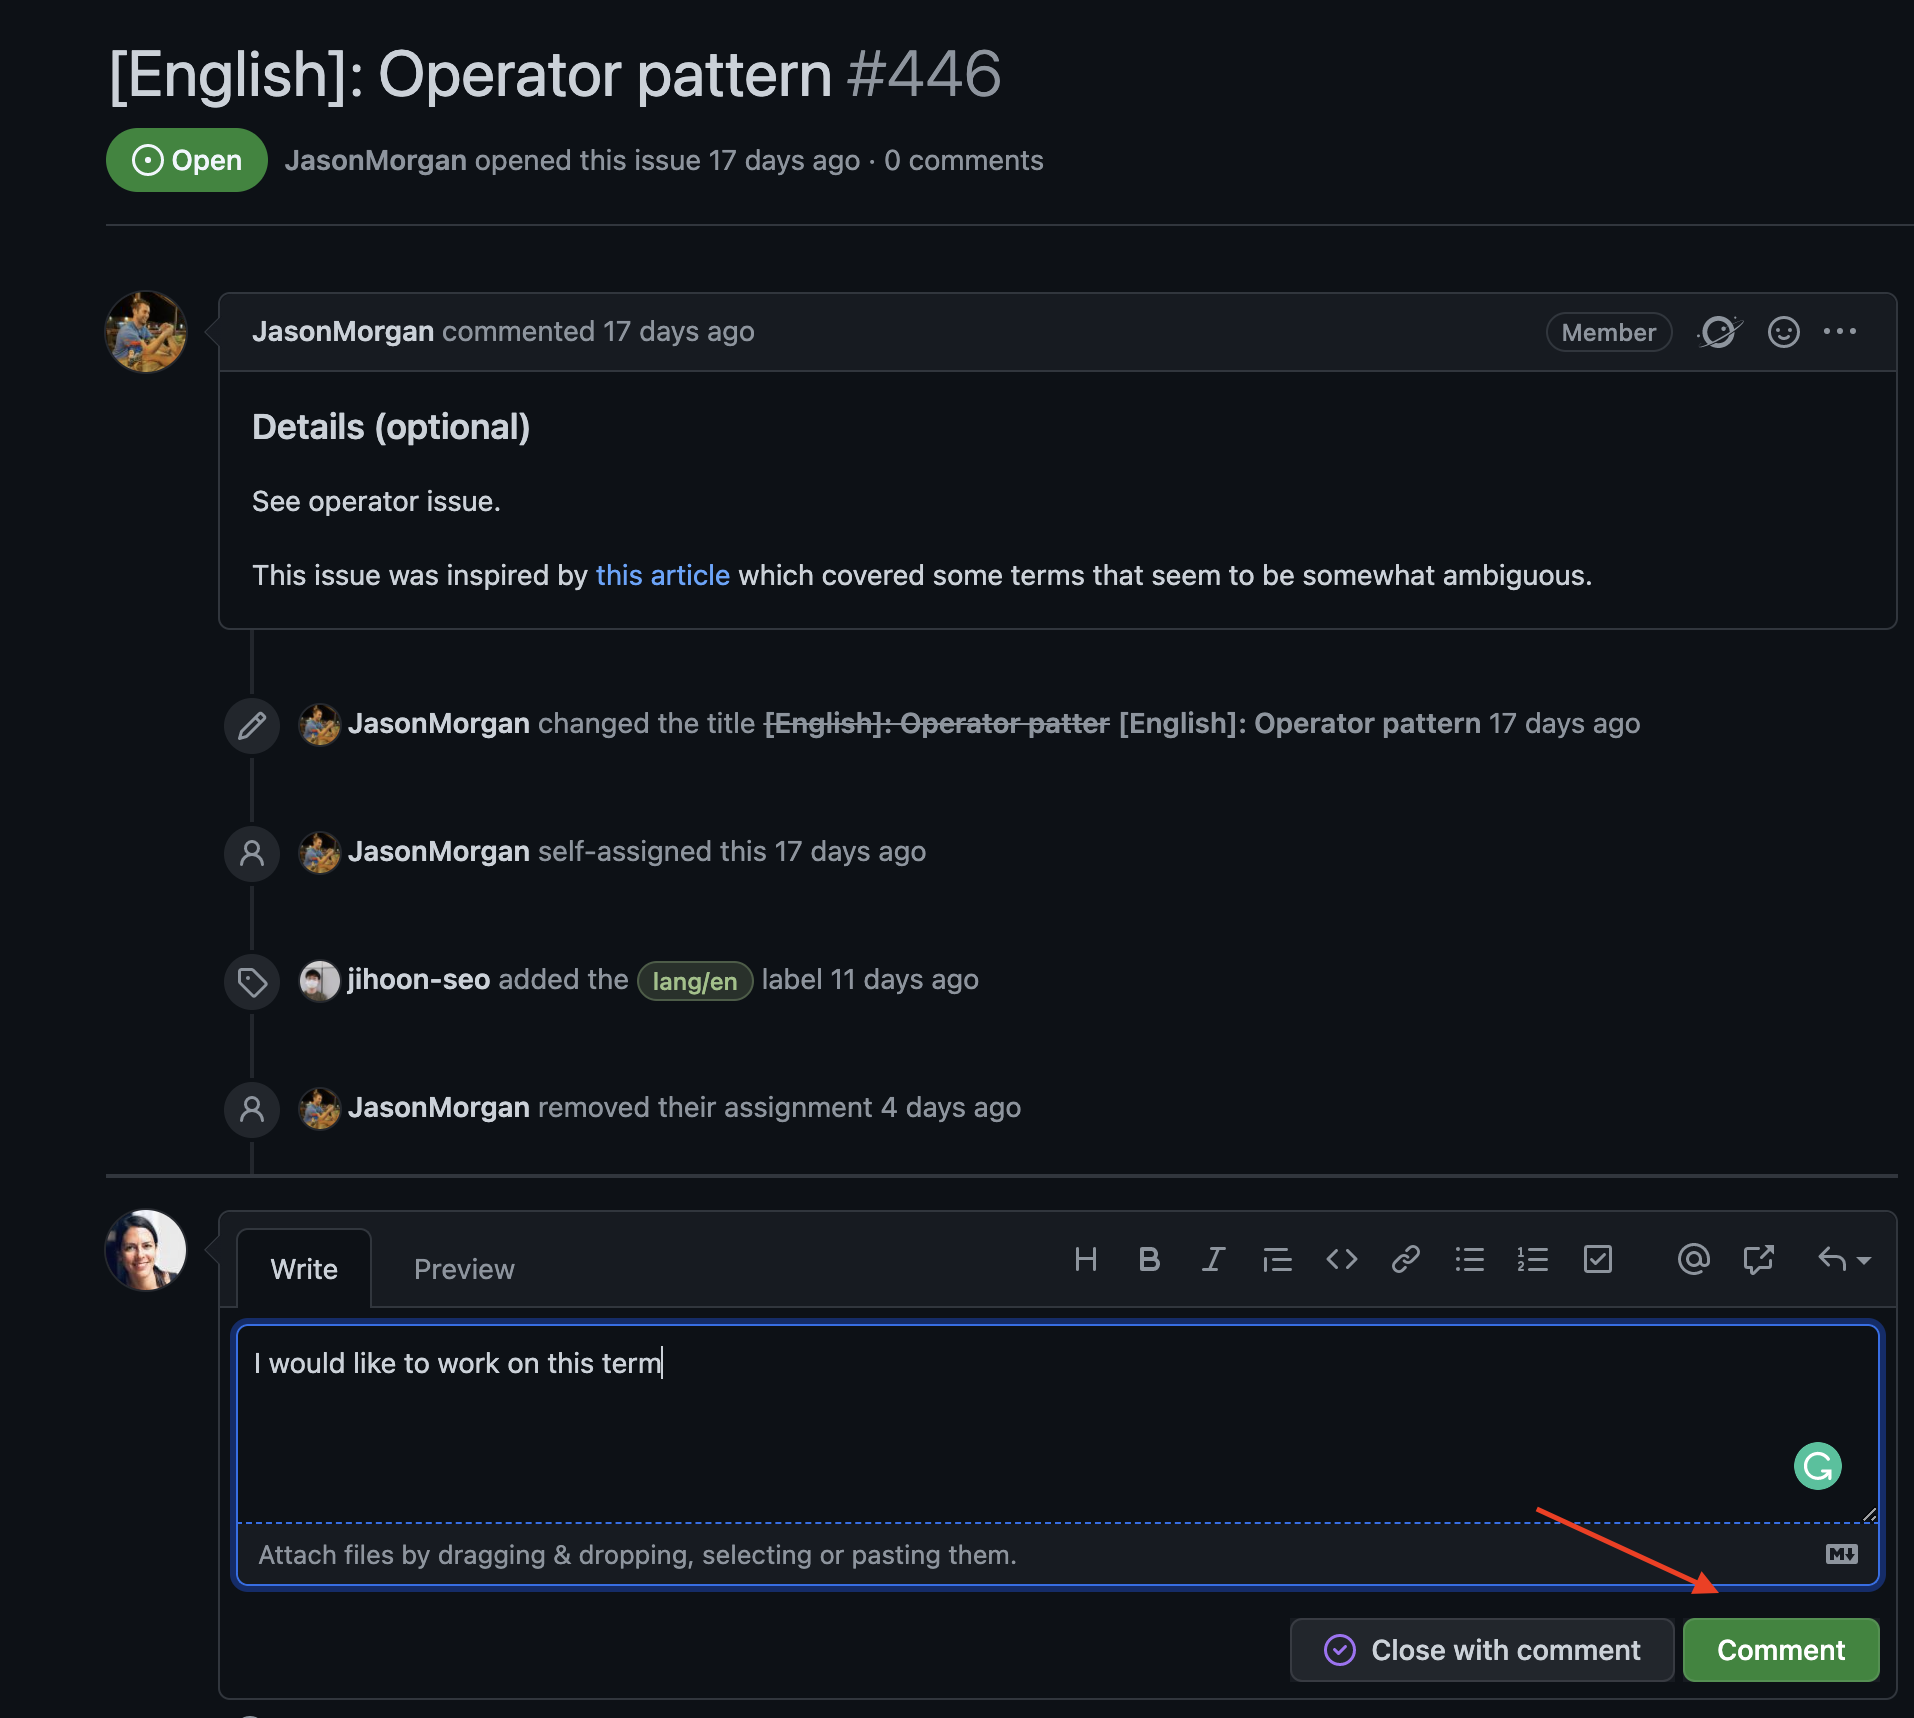 [English]: Operator pattern #446
Open JasonMorgan opened this issue 17 days ago · 0 comments
JasonMorgan commented 17 days ago Member
Details (optional)
See operator issue.
This issue was inspired by this article which covered some terms that seem to be somewhat ambiguous.
JasonMorgan changed the title [English]: Operator patter [English]: Operator pattern 17 days ago
JasonMorgan self-assigned this 17 days ago
jihoon-seo added the lang/en label 11 days ago
JasonMorgan removed their assignment 4 days ago
Write Preview
I would like to work on this term
Attach files by dragging & dropping, selecting or pasting them.
Close with comment Comment